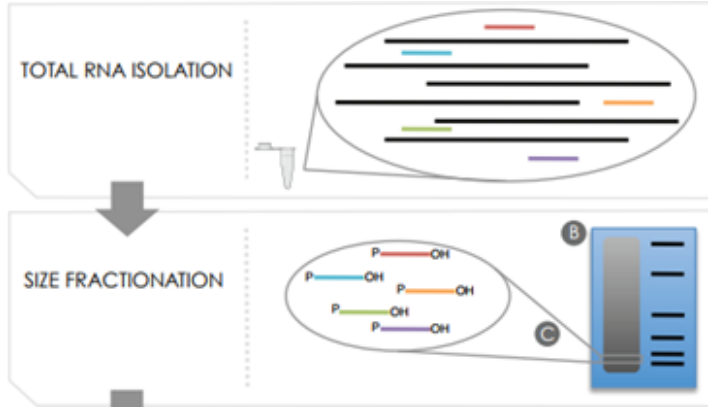 TOTAL RNA ISOLATION
SIZE FRACTIONATION
B
P OH
P OH
P OH
P OH
P OH
C